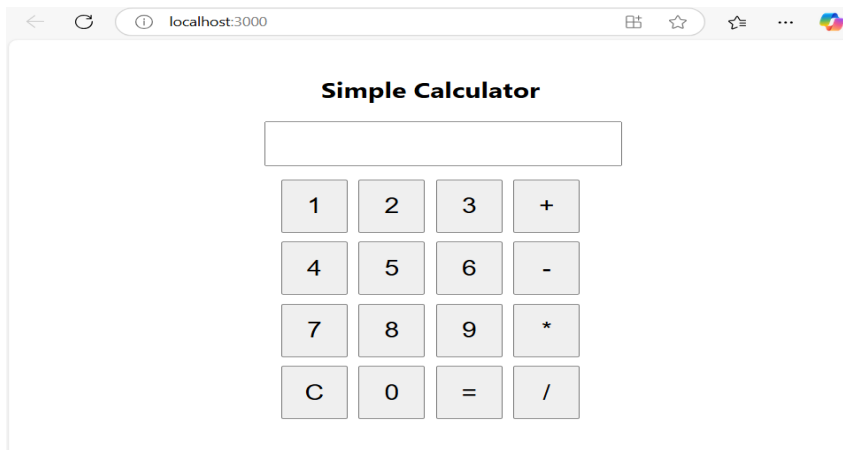 localhost:3000
Simple Calculator
1 2 3 +
4 5 6 -
7 8 9 *
C 0 = /